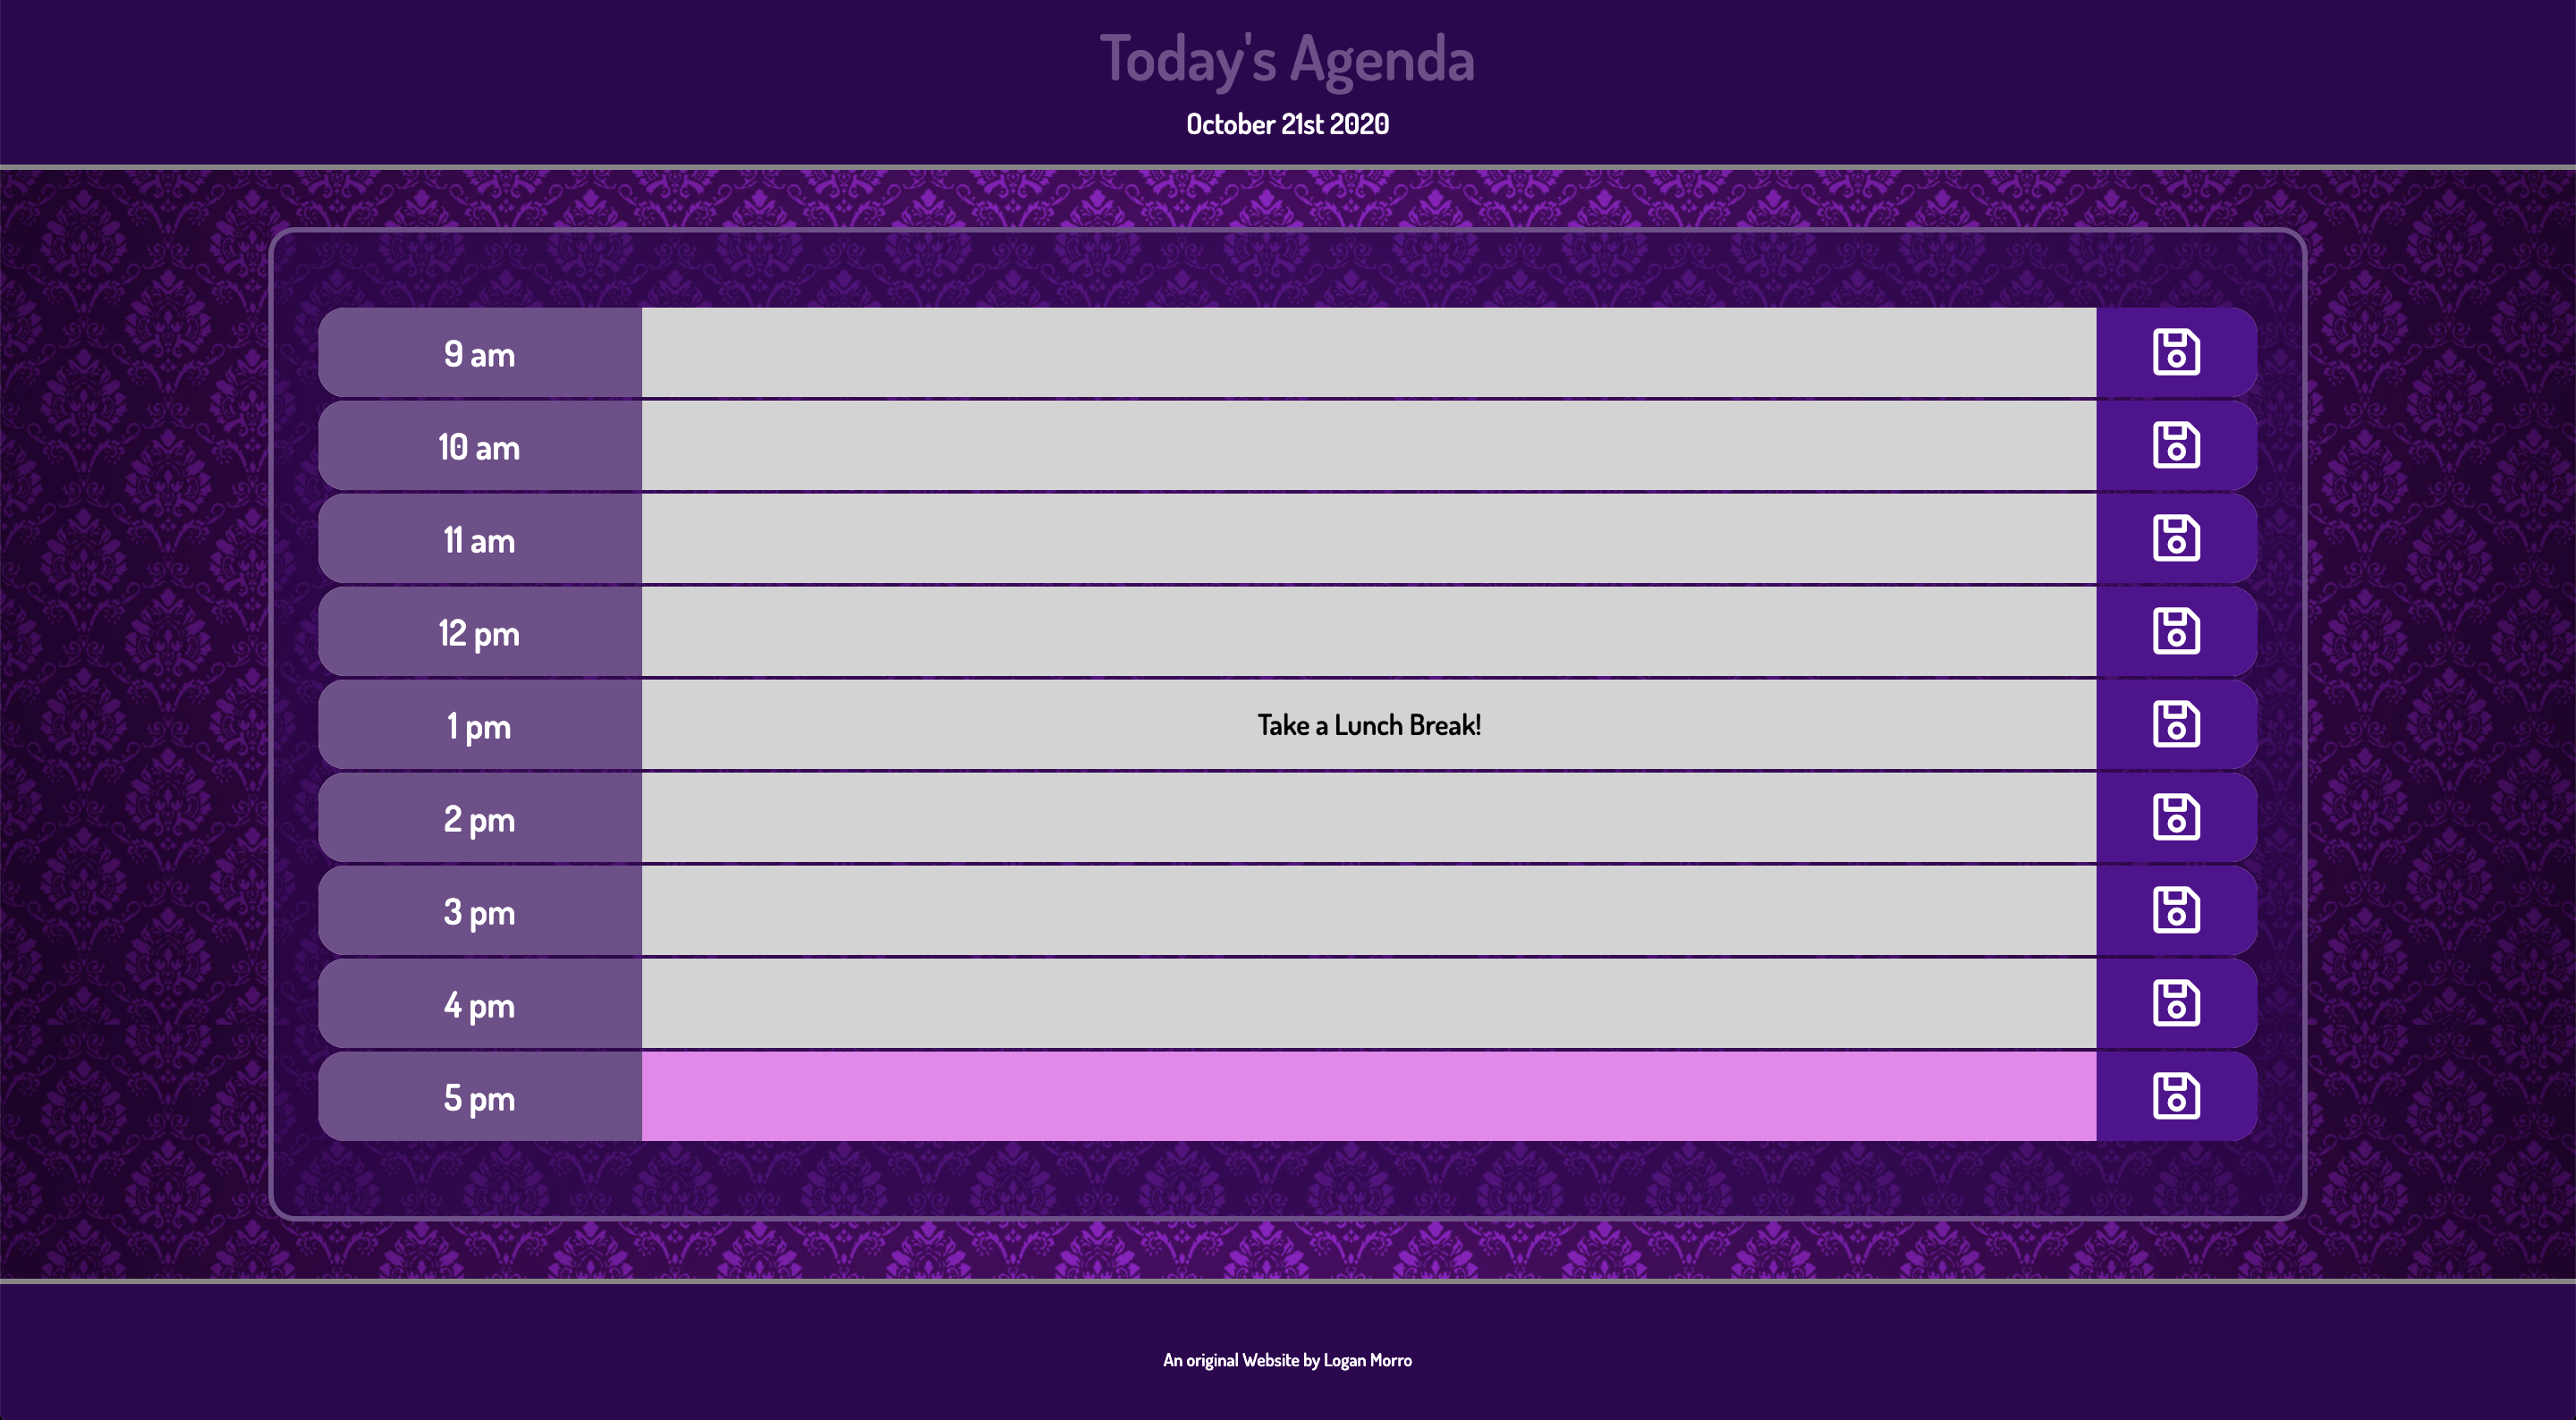 Today's Agenda
October 21st 2020
9 am
10 am
11 am
12 pm
1 pm
Take a Lunch Break!
2 pm
3 pm
4 pm
5 pm
An original Website by Logan Morro